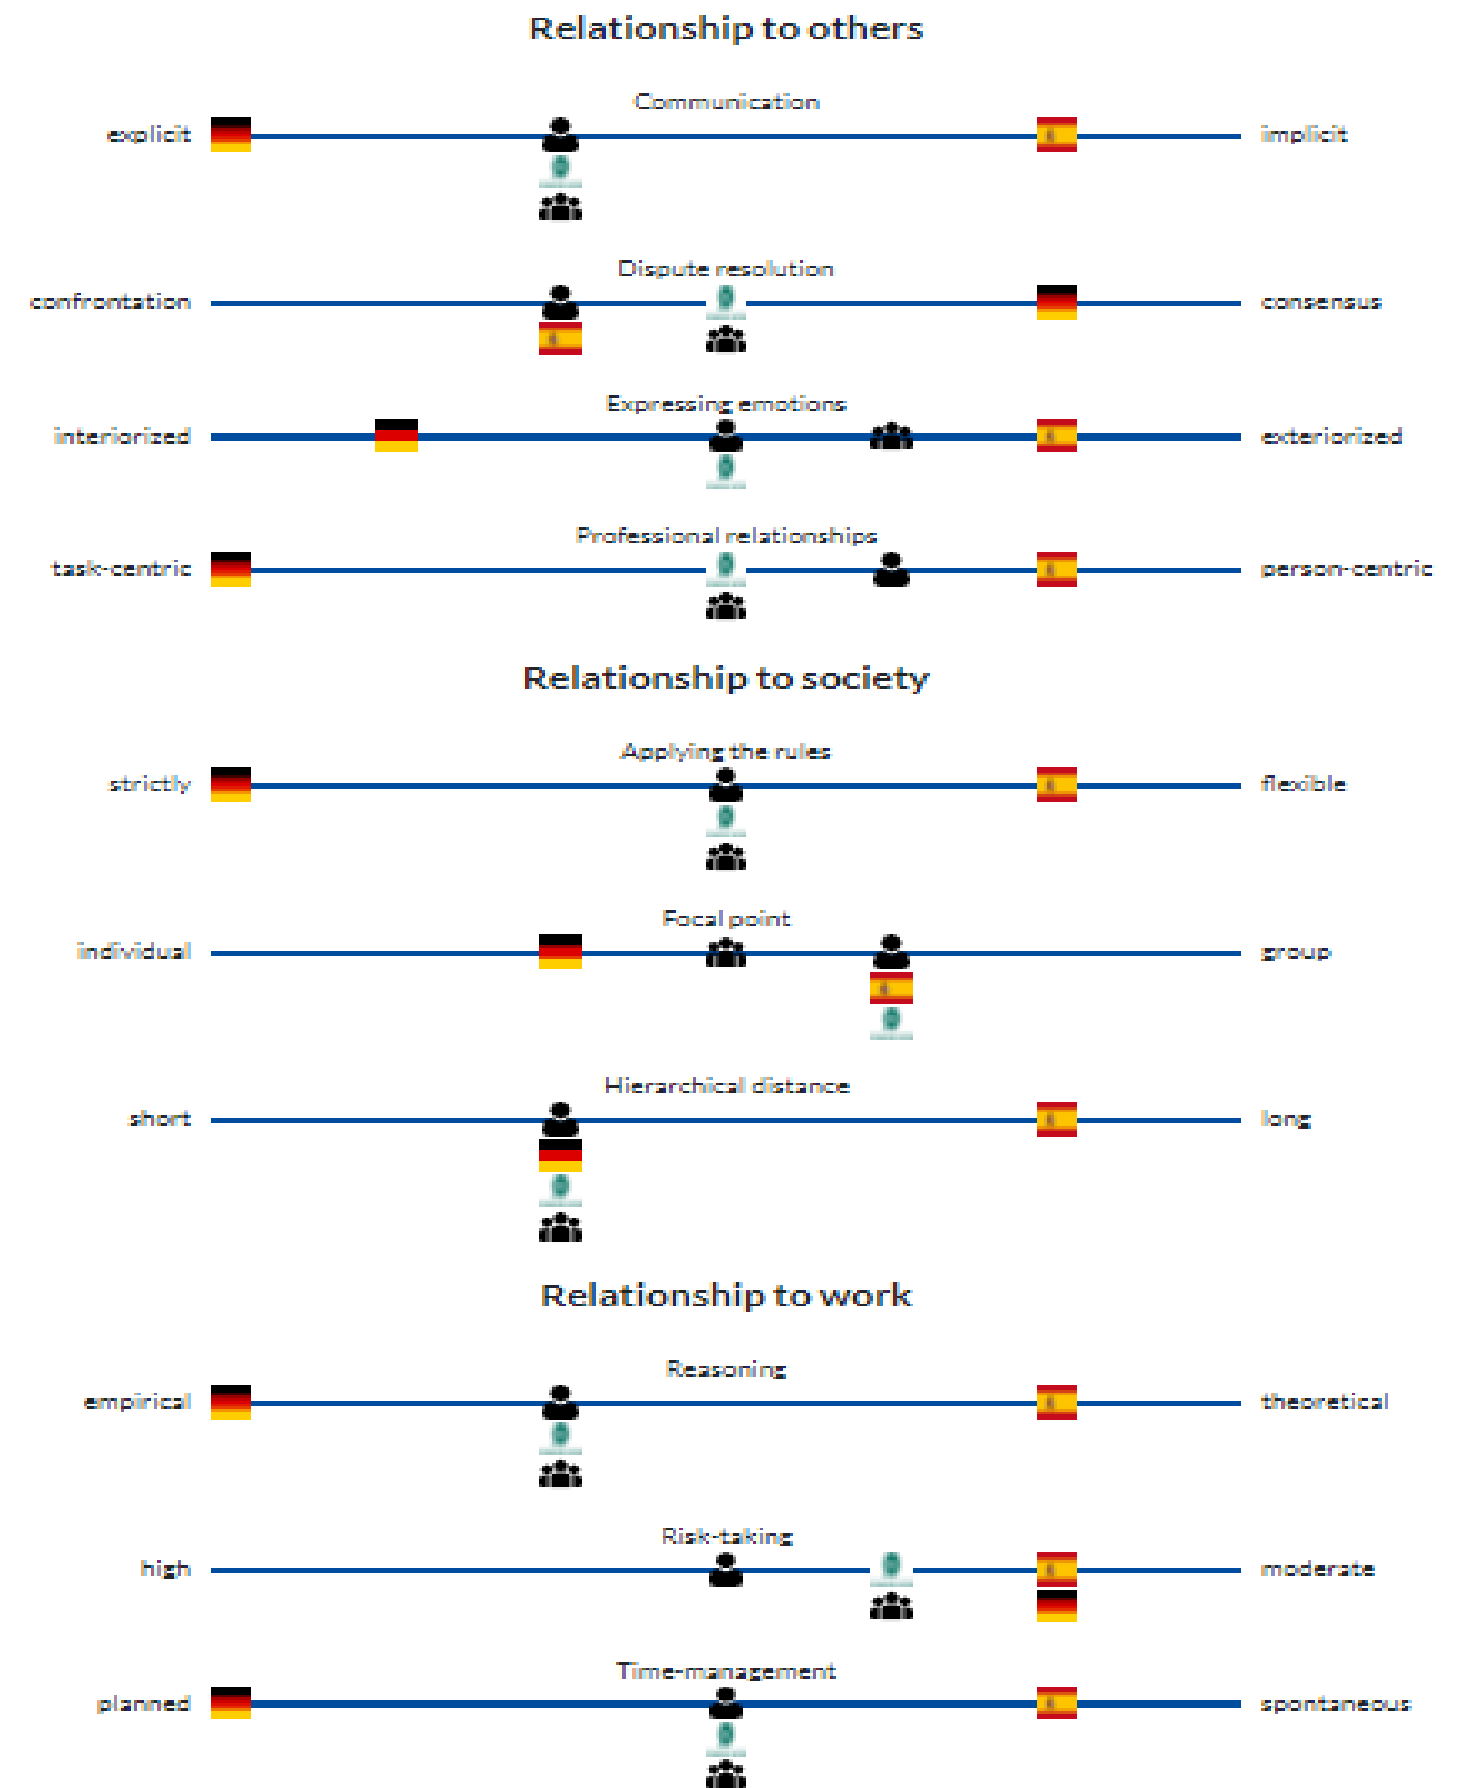 Relationship to others
Communication
explicit
implicit
Dispute resolution
confrontation
consensus
Expressing emotions
interiorized
exteriorized
Professional relationships
task-centric
person-centric
Relationship to society
Applying the rules
strictly
flexible
Focal point
individual
group
Hierarchical distance
short
long
Relationship to work
Reasoning
empirical
theoretical
Risk-taking
high
moderate
Time-management
planned
spontaneous